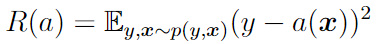 R(a) = 𝔼_{y,𝒙∼p(y,𝒙)}(y − a(𝒙))²